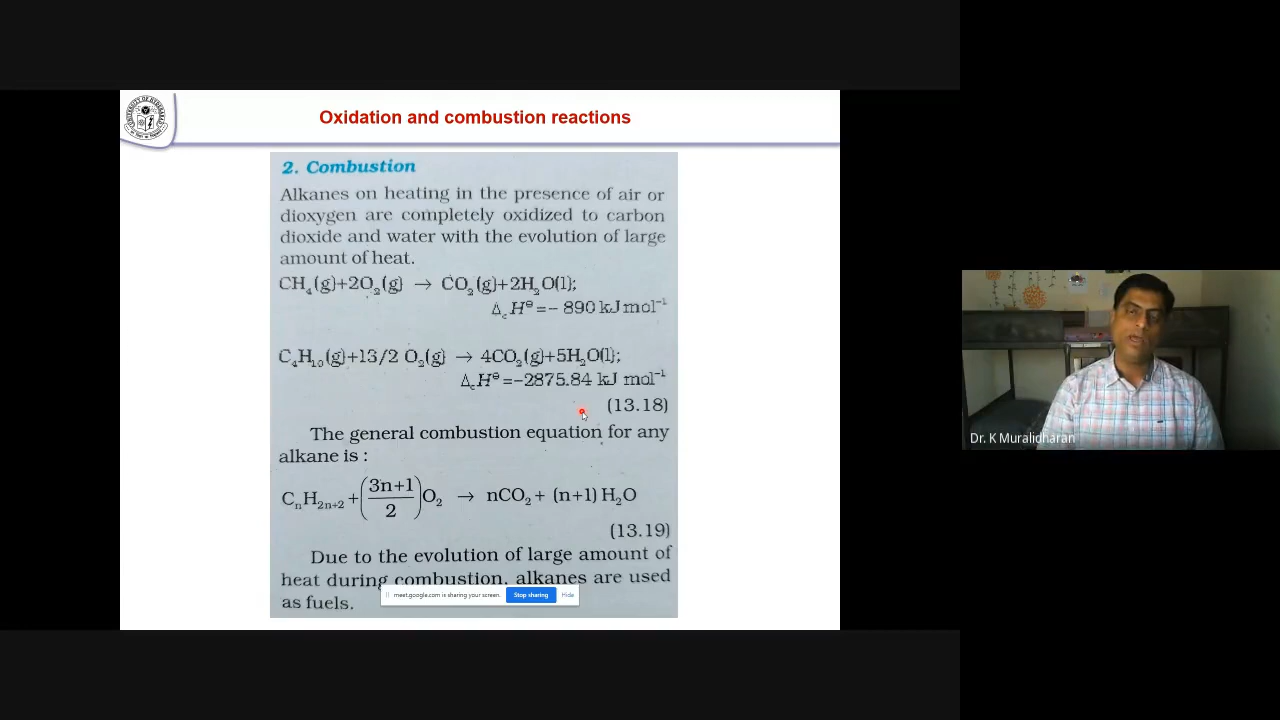 Oxidation and combustion reactions
2. Combustion
Alkanes on heating in the presence of air or
dioxygen are completely oxidized to carbon
dioxide and water with the evolution of large
amount of heat.
CH₄(g)+2O₂(g) → CO₂(g)+2H₂O(l);
Δ꜀H⊖=− 890 kJ mol⁻¹
C₄H₁₀(g)+13/2 O₂(g) → 4CO₂(g)+5H₂O(l);
Δ꜀H⊖=−2875.84 kJ mol⁻¹
(13.18)
The general combustion equation for any
alkane is :
CₙH₂ₙ₊₂ + (3n+1/2) O₂ → nCO₂ + (n+1) H₂O
(13.19)
Due to the evolution of large amount of
heat during combustion, alkanes are used
as fuels.
meet.google.com is sharing your screen. Stop sharing Hide
Dr. K Muralidharan